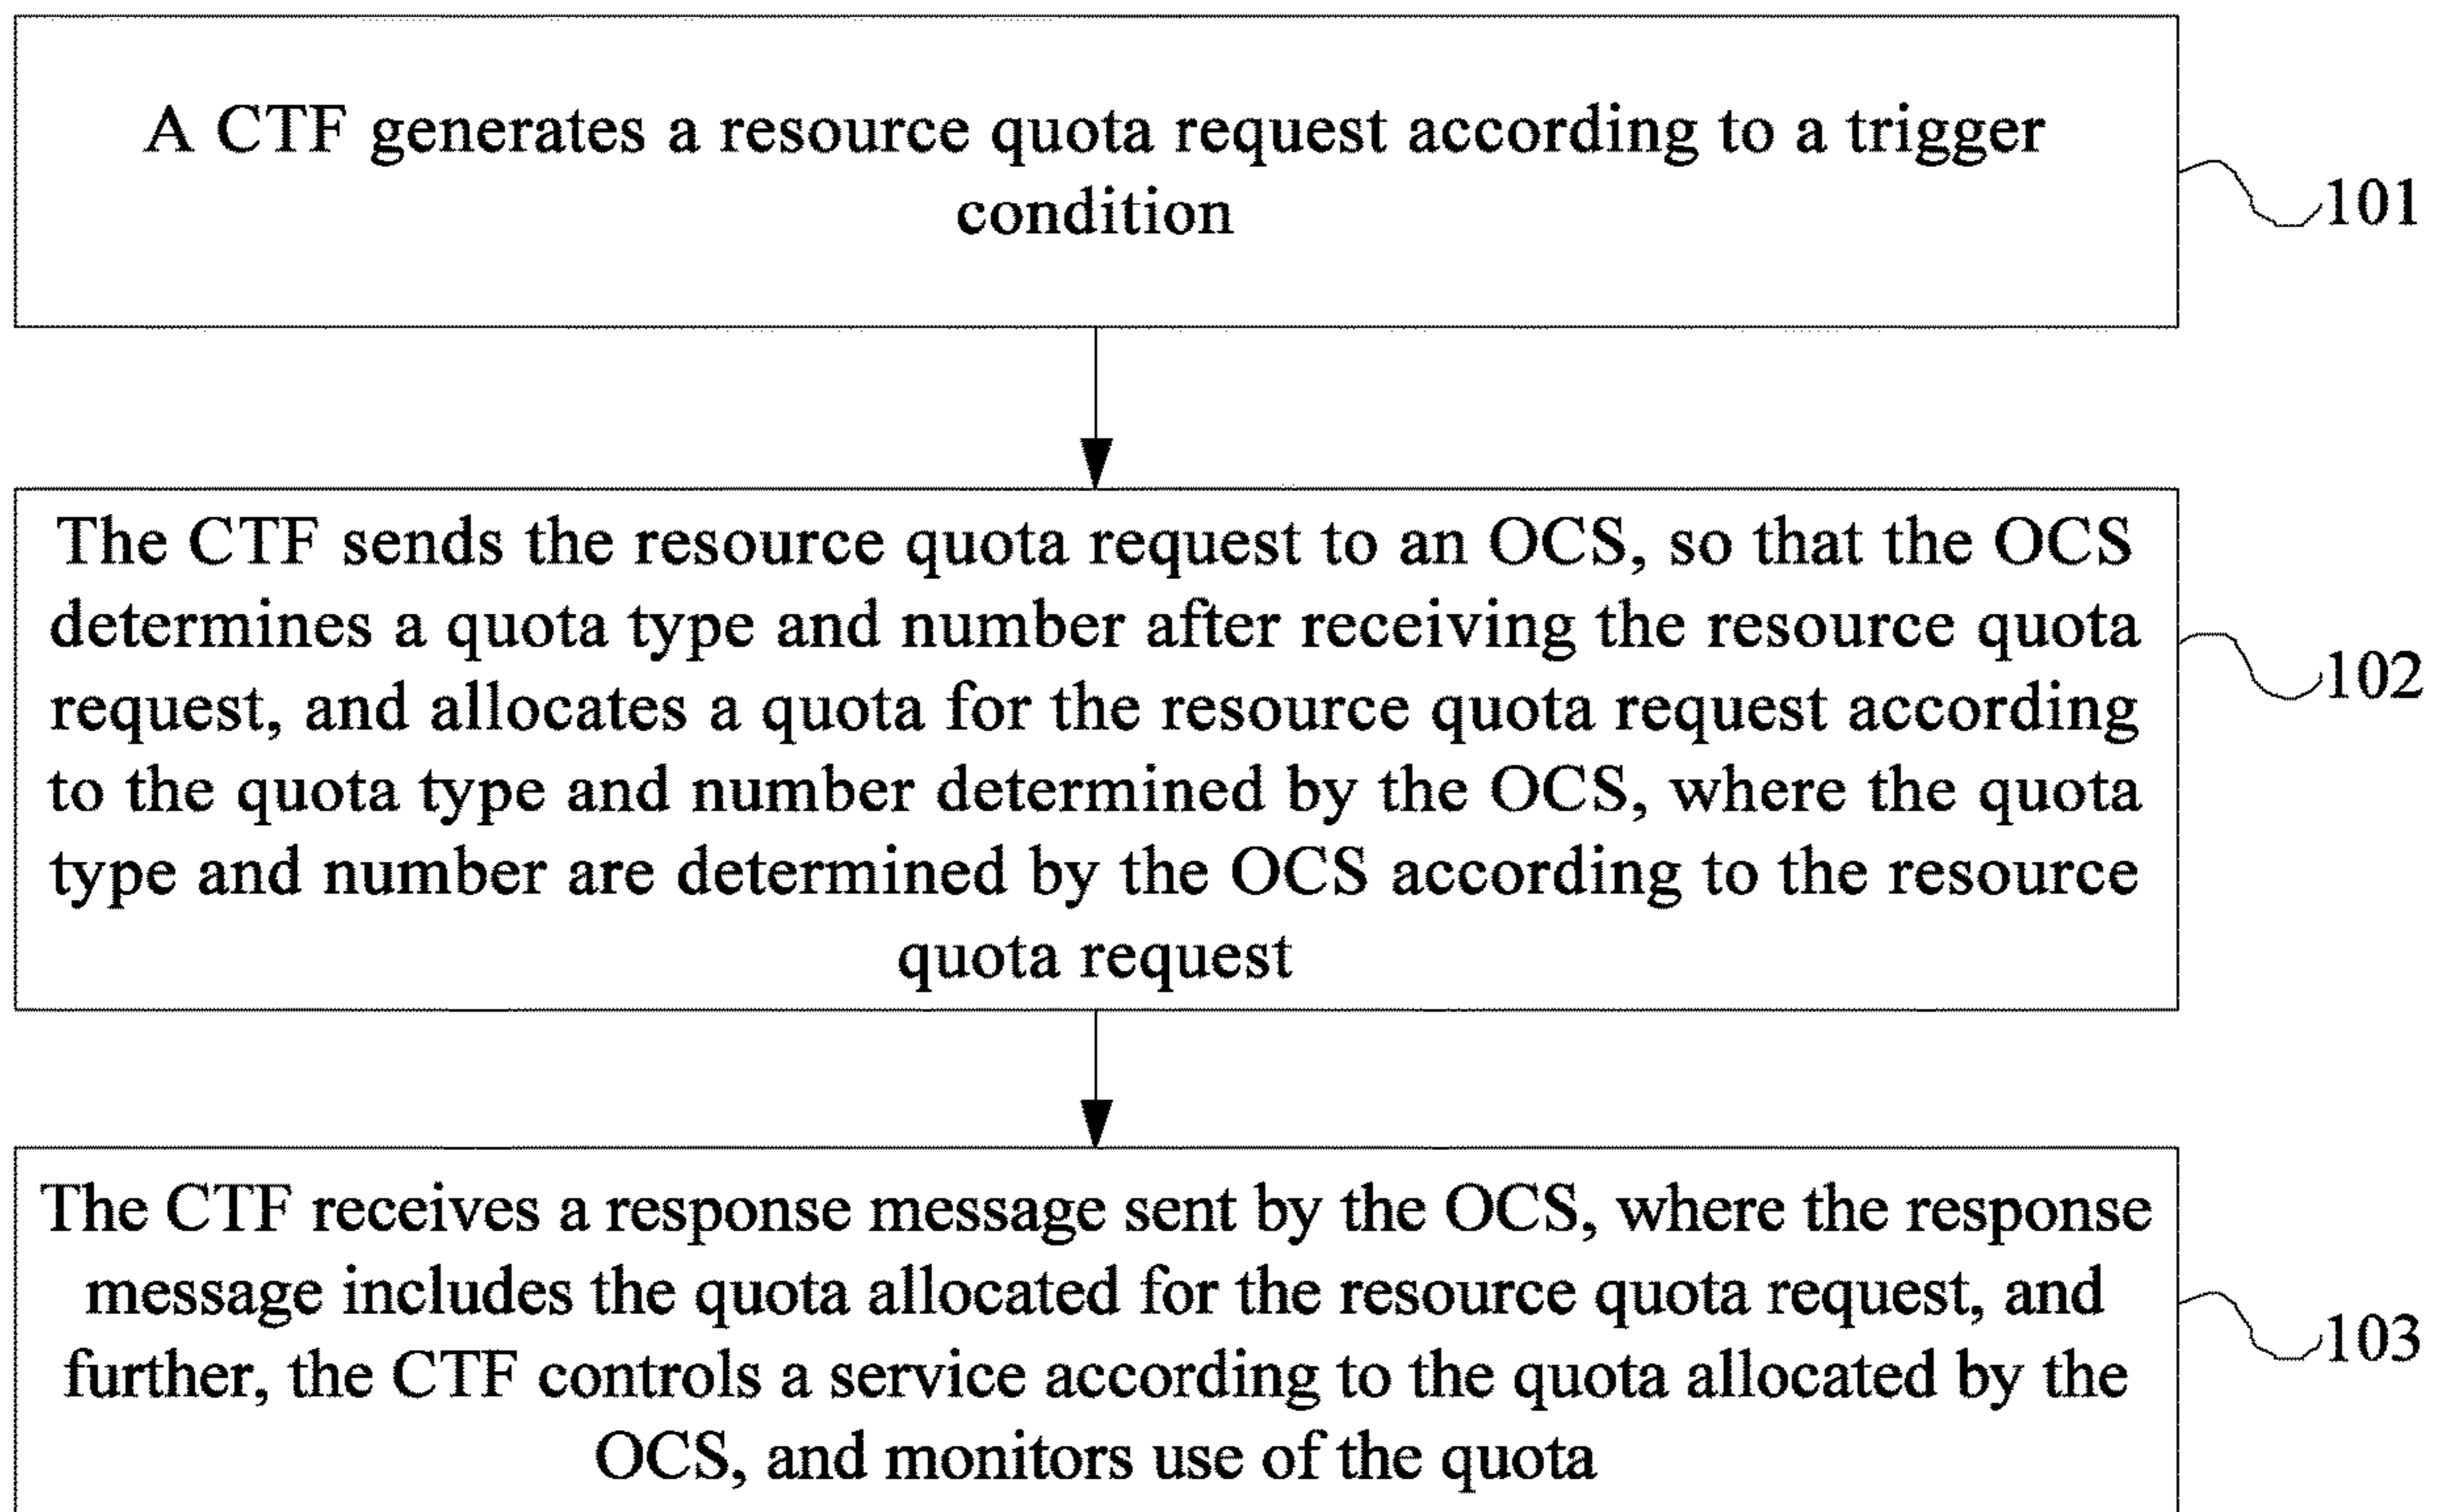 A CTF generates a resource quota request according to a trigger
condition
101
The CTF sends the resource quota request to an OCS, so that the OCS
determines a quota type and number after receiving the resource quota
request, and allocates a quota for the resource quota request according
to the quota type and number determined by the OCS, where the quota
type and number are determined by the OCS according to the resource
quota request
102
The CTF receives a response message sent by the OCS, where the response
message includes the quota allocated for the resource quota request, and
further, the CTF controls a service according to the quota allocated by the
OCS, and monitors use of the quota
103